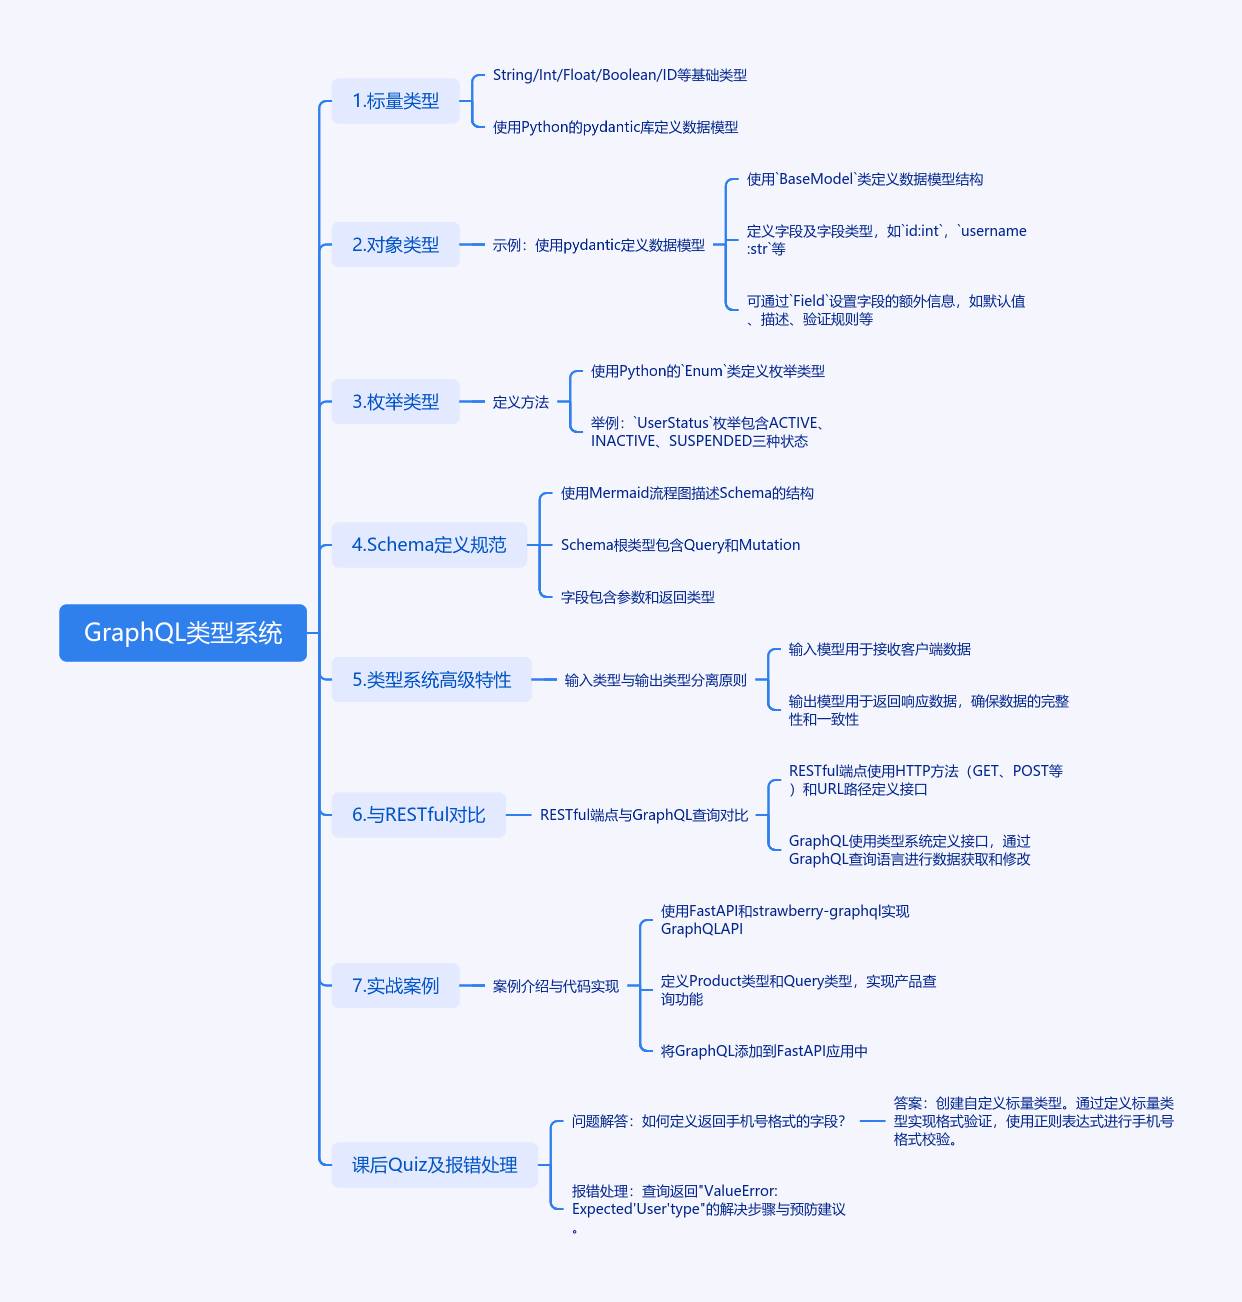 GraphQL类型系统
1.标量类型
String/Int/Float/Boolean/ID等基础类型
使用Python的pydantic库定义数据模型
2.对象类型
示例：使用pydantic定义数据模型
使用`BaseModel`类定义数据模型结构
定义字段及字段类型，如`id:int`，`username
:str`等
可通过`Field`设置字段的额外信息，如默认值
、描述、验证规则等
3.枚举类型
定义方法
使用Python的`Enum`类定义枚举类型
举例：`UserStatus`枚举包含ACTIVE、
INACTIVE、SUSPENDED三种状态
4.Schema定义规范
使用Mermaid流程图描述Schema的结构
Schema根类型包含Query和Mutation
字段包含参数和返回类型
5.类型系统高级特性
输入类型与输出类型分离原则
输入模型用于接收客户端数据
输出模型用于返回响应数据，确保数据的完整
性和一致性
6.与RESTful对比
RESTful端点与GraphQL查询对比
RESTful端点使用HTTP方法（GET、POST等
）和URL路径定义接口
GraphQL使用类型系统定义接口，通过
GraphQL查询语言进行数据获取和修改
7.实战案例
案例介绍与代码实现
使用FastAPI和strawberry-graphql实现
GraphQLAPI
定义Product类型和Query类型，实现产品查
询功能
将GraphQL添加到FastAPI应用中
课后Quiz及报错处理
问题解答：如何定义返回手机号格式的字段？
答案：创建自定义标量类型。通过定义标量类
型实现格式验证，使用正则表达式进行手机号
格式校验。
报错处理：查询返回"ValueError:
Expected'User'type"的解决步骤与预防建议
。